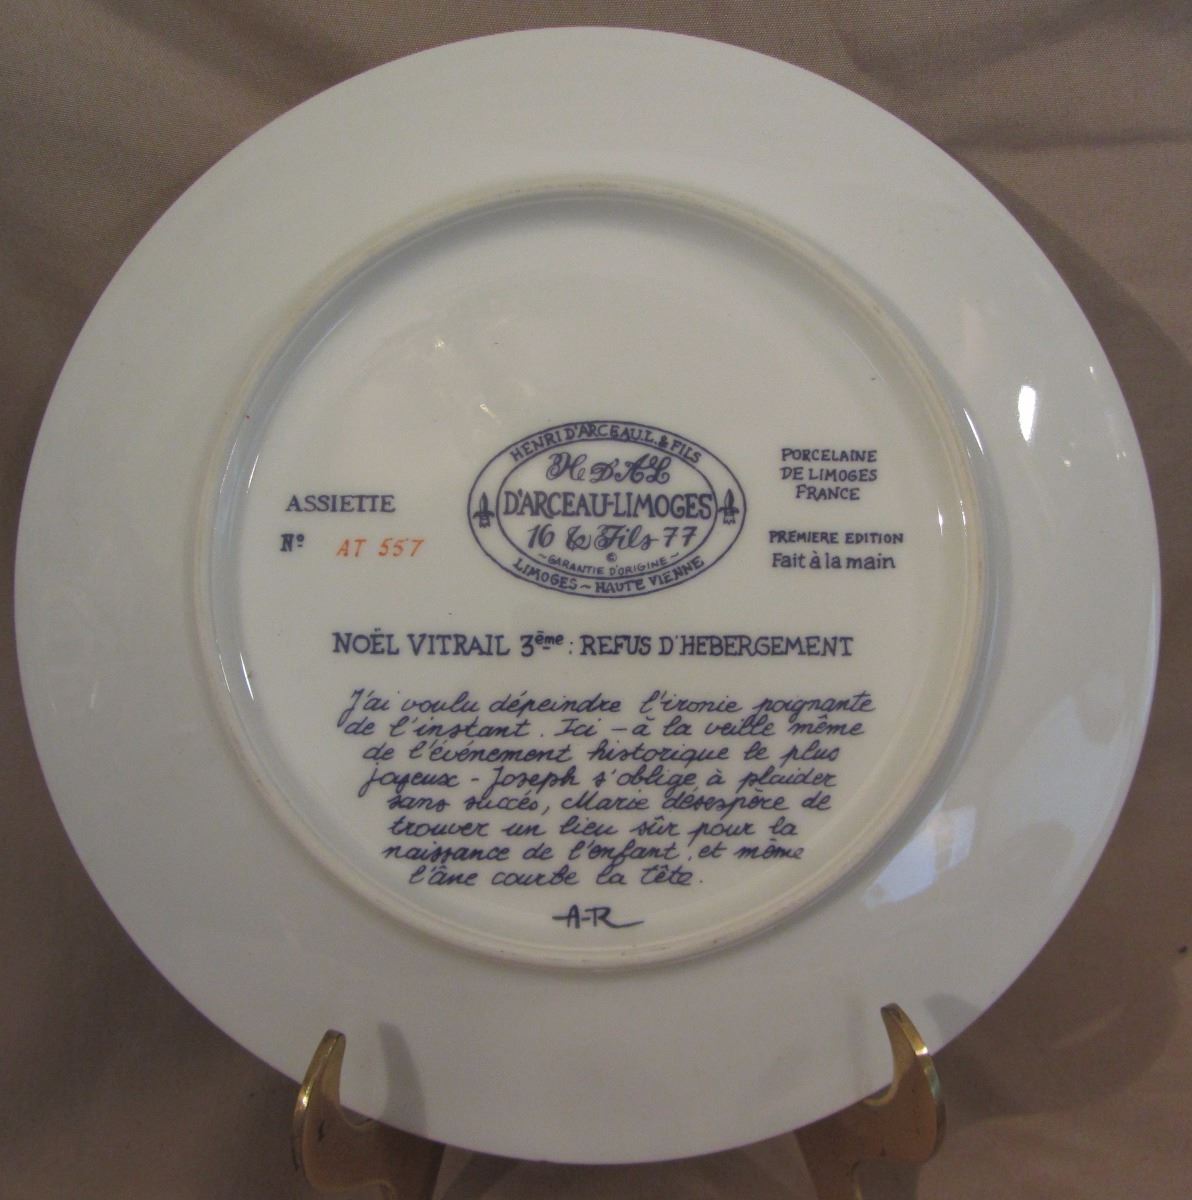 HENRI D'ARCEAU.L. & FILS
H D'AL
D'ARCEAU-LIMOGES
16 & Fils 77
©
~GARANTIE D'ORIGINE~
LIMOGES ~ HAUTE VIENNE
ASSIETTE
Nº AT 557
PORCELAINE
DE LIMOGES
FRANCE
PREMIERE EDITION
Fait à la main
NOËL VITRAIL 3ême : REFUS D'HEBERGEMENT
J'ai voulu dépeindre l'ironie poignante
de l'instant. Ici – à la veille même
de l'événement historique le plus
joyeux - Joseph s'oblige à plaider
sans succès, Marie désespère de
trouver un lieu sûr pour la
naissance de l'enfant, et même
l'âne courbe la tête.
A-R